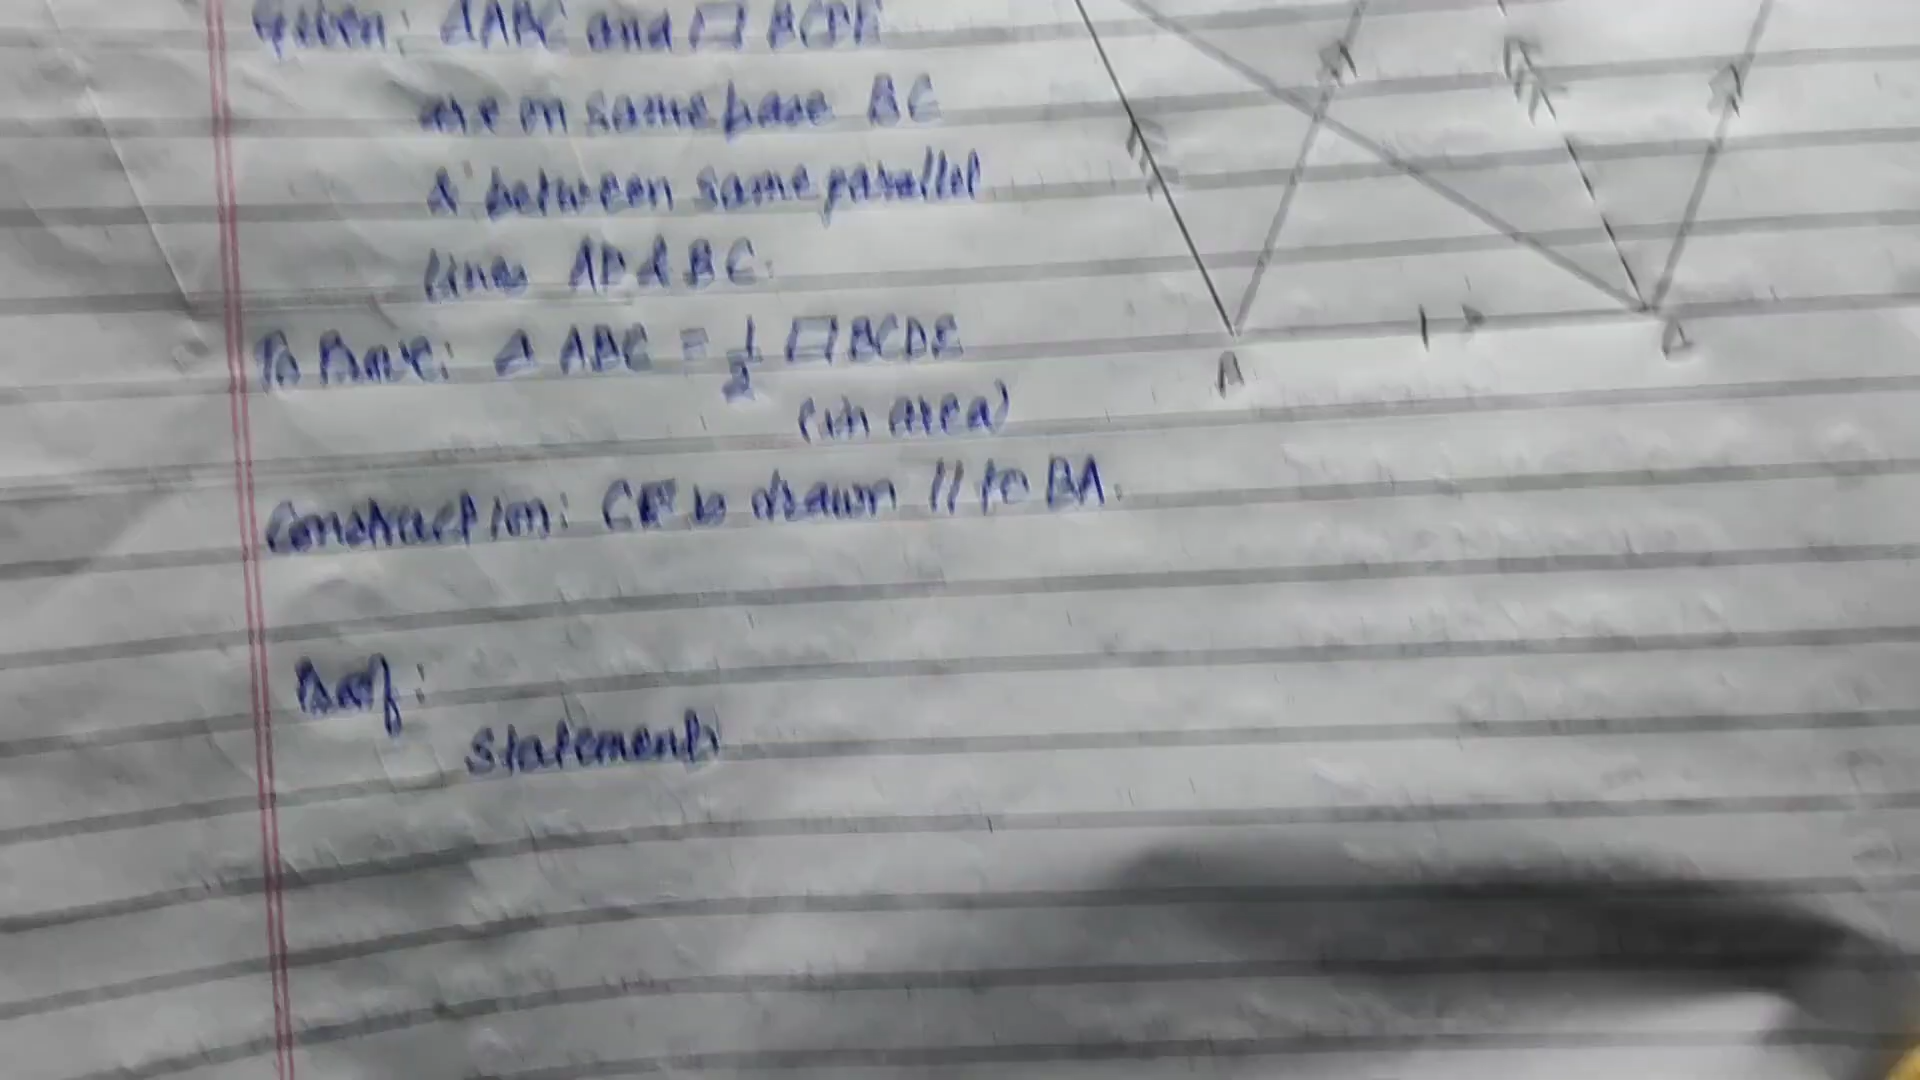 Given: ΔABC and ▱ BCDE
are on same base BC
& between same parallel
lines AD & BC.
To Prove: Δ ABC = 1/2 ▱ BCDE
(in area)
Construction: CF is drawn // to BA.
A
Proof:
Statements